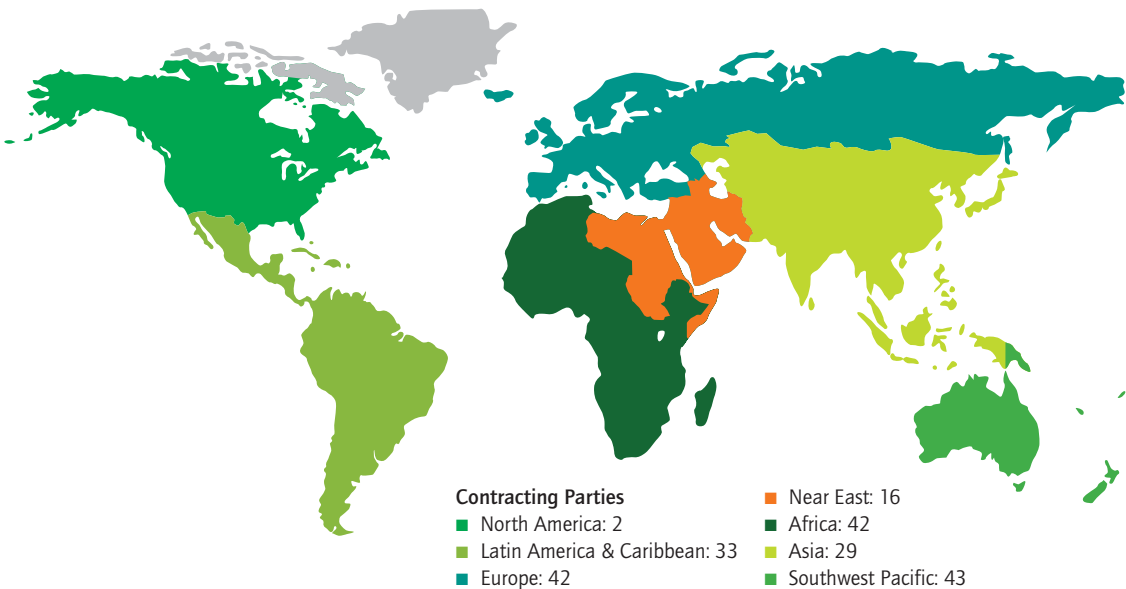 Contracting Parties
North America: 2
Latin America & Caribbean: 33
Europe: 42
Near East: 16
Africa: 42
Asia: 29
Southwest Pacific: 43